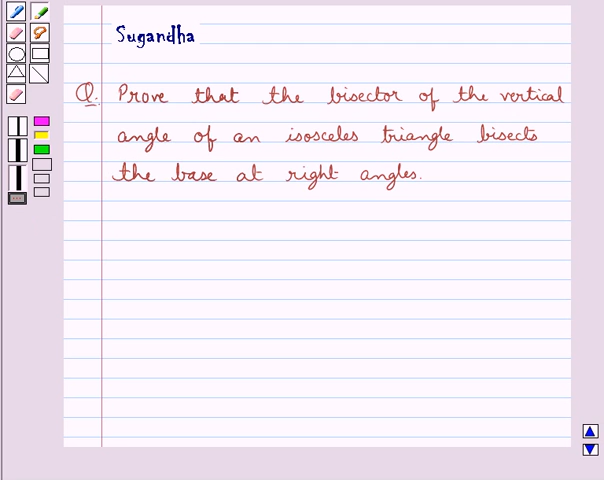 Sugandha
Q. Prove that the bisector of the vertical
angle of an isosceles triangle bisects
the base at right angles.